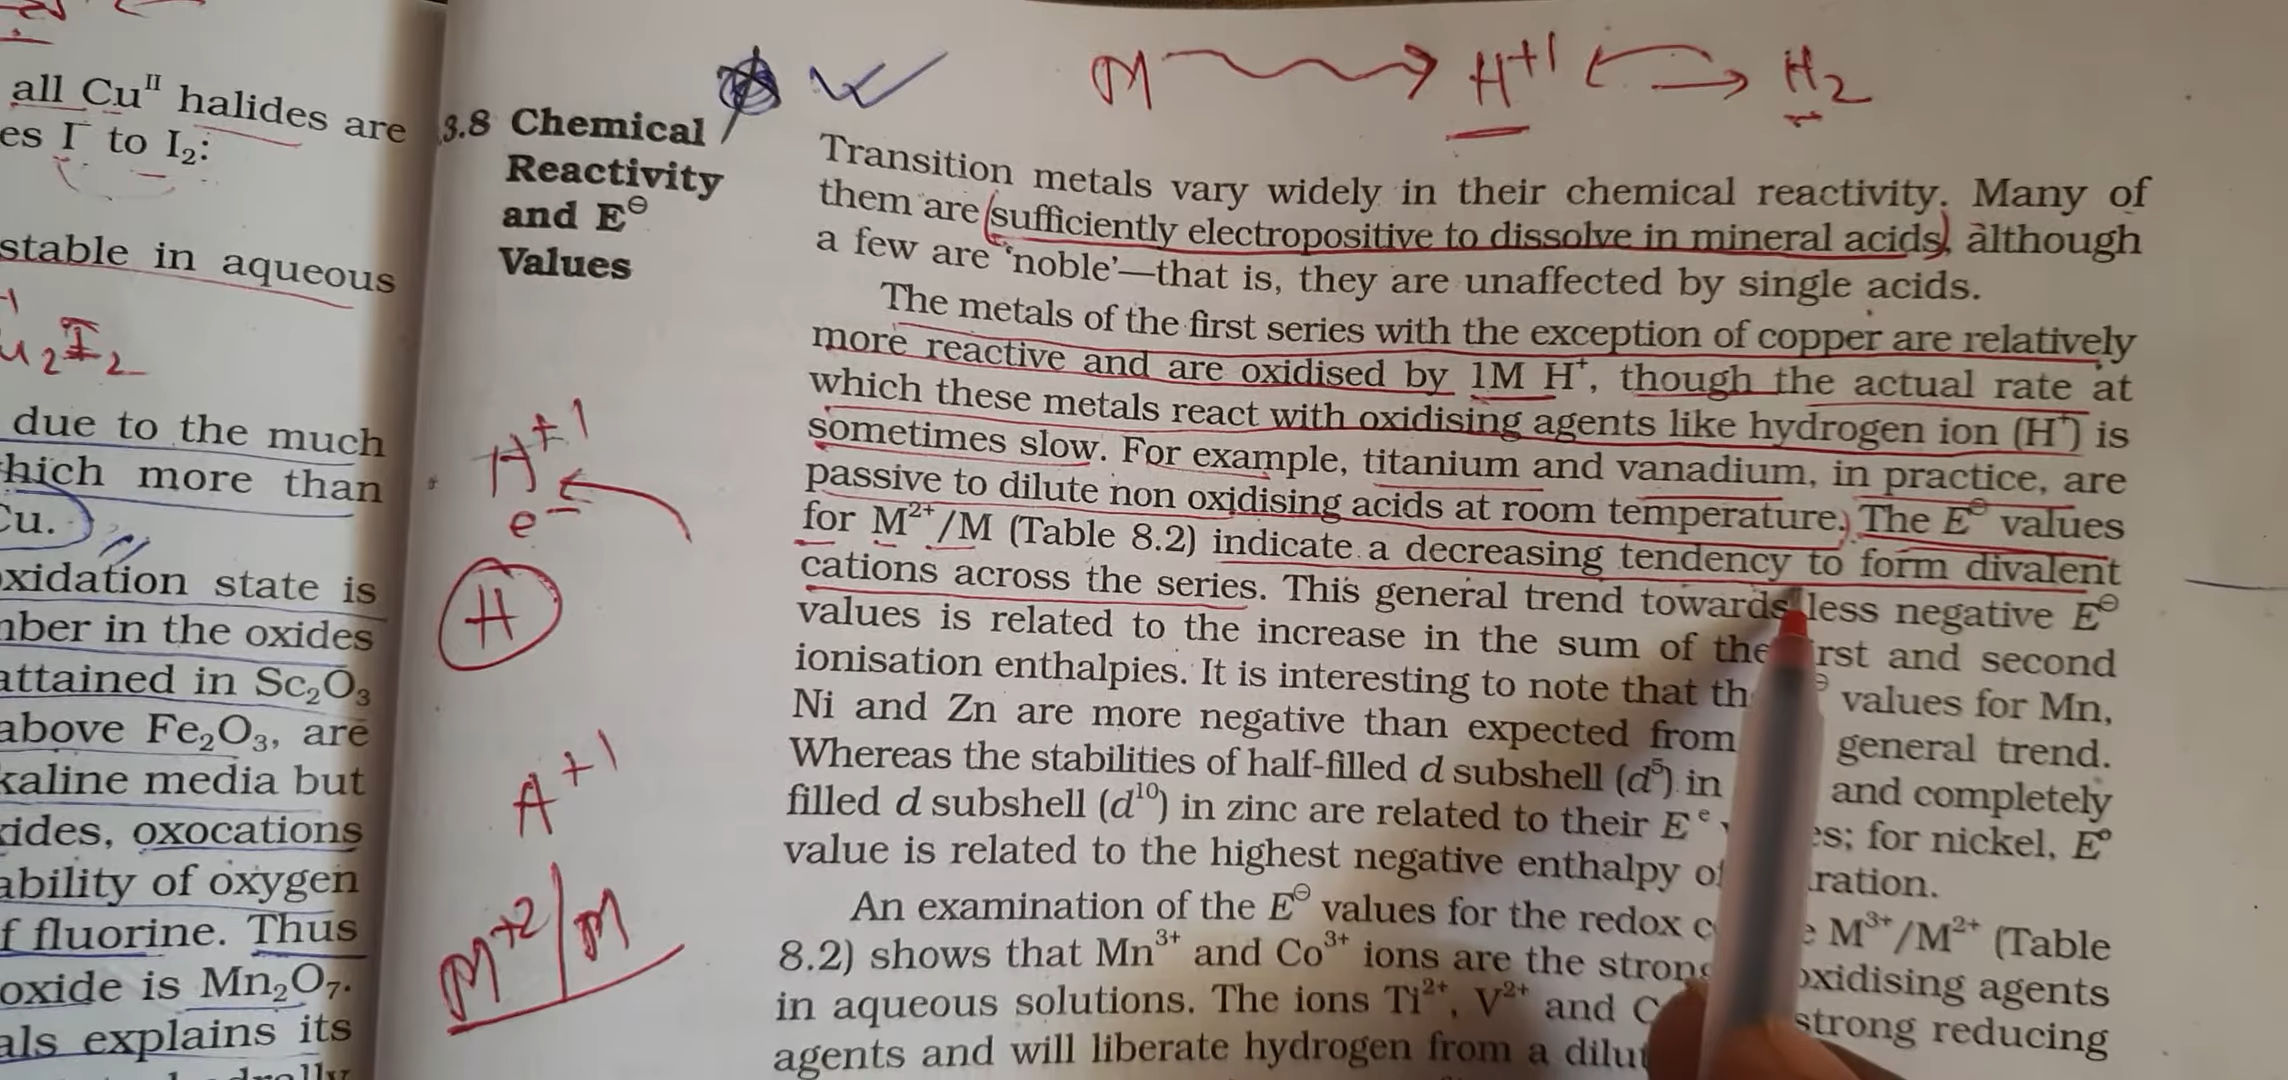 all Cuᴵᴵ halides are
es I⁻ to I₂:
stable in aqueous
₂I₂
due to the much
which more than
Cu.
oxidation state is
mber in the oxides
attained in Sc₂O₃
above Fe₂O₃, are
kaline media but
xides, oxocations
ability of oxygen
f fluorine. Thus
oxide is Mn₂O₇.
als explains its
3.8 Chemical
Reactivity
and E⊖
Values
H⁺¹
e⁻
H
A⁺¹
M⁺²/M
M → H⁺¹ H₂
Transition metals vary widely in their chemical reactivity. Many of
them are sufficiently electropositive to dissolve in mineral acids, although
a few are 'noble'—that is, they are unaffected by single acids.
The metals of the first series with the exception of copper are relatively
more reactive and are oxidised by 1M H⁺, though the actual rate at
which these metals react with oxidising agents like hydrogen ion (H⁺) is
sometimes slow. For example, titanium and vanadium, in practice, are
passive to dilute non oxidising acids at room temperature. The E⊖ values
for M²⁺/M (Table 8.2) indicate a decreasing tendency to form divalent
cations across the series. This general trend towards less negative E⊖
values is related to the increase in the sum of the first and second
ionisation enthalpies. It is interesting to note that th ⊖ values for Mn,
Ni and Zn are more negative than expected from general trend.
Whereas the stabilities of half-filled d subshell (d⁵) in and completely
filled d subshell (d¹⁰) in zinc are related to their Eᵉ es; for nickel, Eᵒ
value is related to the highest negative enthalpy of ration.
An examination of the E⊖ values for the redox c e M³⁺/M²⁺ (Table
8.2) shows that Mn³⁺ and Co³⁺ ions are the strong oxidising agents
in aqueous solutions. The ions Ti²⁺, V²⁺ and C strong reducing
agents and will liberate hydrogen from a dilut